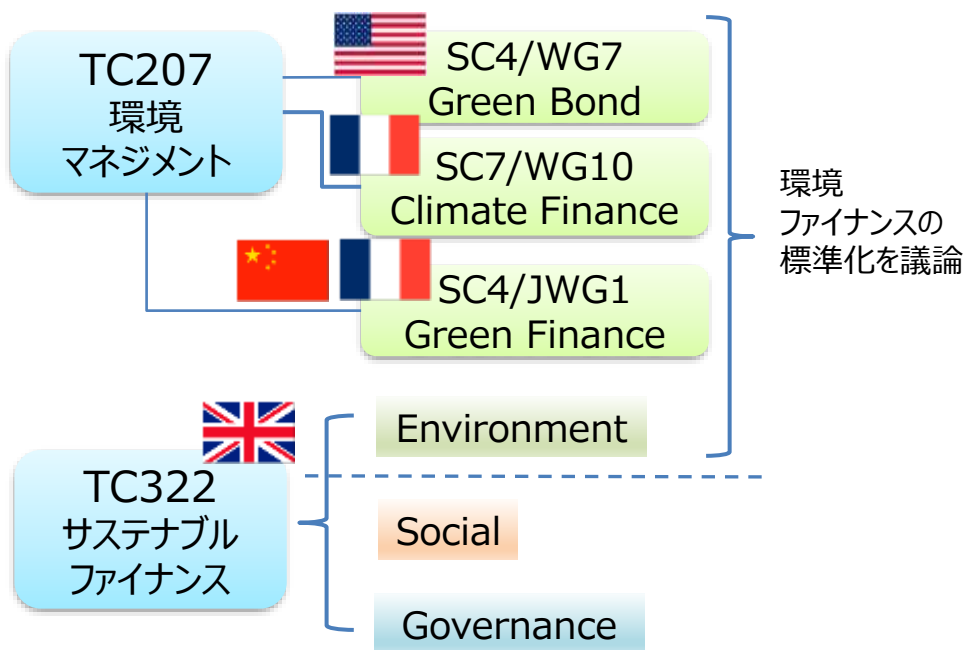 TC207
環境
マネジメント
SC4/WG7
Green Bond
SC7/WG10
Climate Finance
SC4/JWG1
Green Finance
環境
ファイナンスの
標準化を議論
TC322
サステナブル
ファイナンス
Environment
Social
Governance